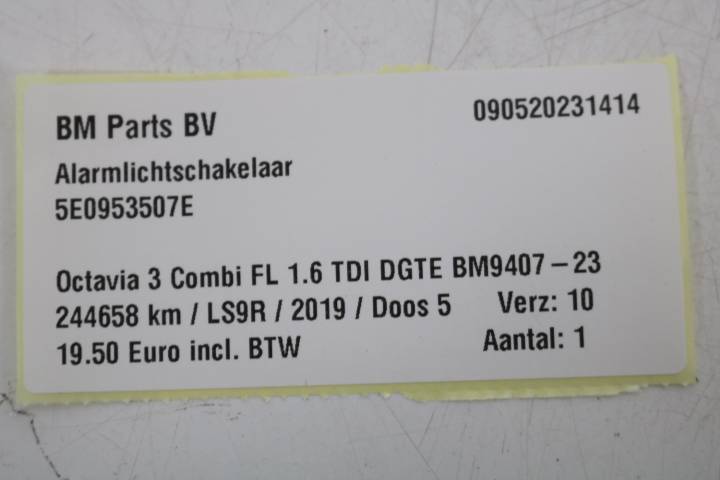 BM Parts BV 090520231414
Alarmlichtschakelaar
5E0953507E
Octavia 3 Combi FL 1.6 TDI DGTE BM9407-23
244658 km / LS9R / 2019 / Doos 5 Verz: 10
19.50 Euro incl. BTW Aantal: 1